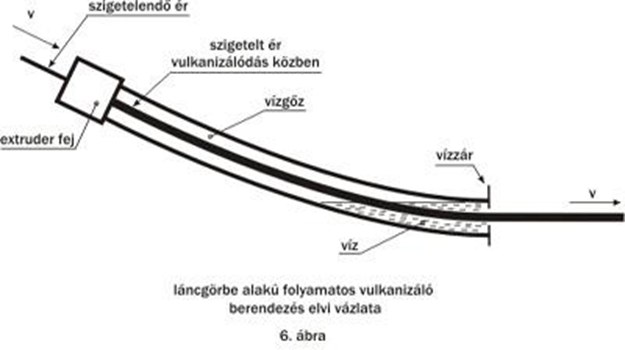 szigetelendő ér
v
szigetelt ér
vulkanizálódás közben
vízgőz
extruder fej
vízzár
v
víz
láncgörbe alakú folyamatos vulkanizáló
berendezés elvi vázlata
6. ábra